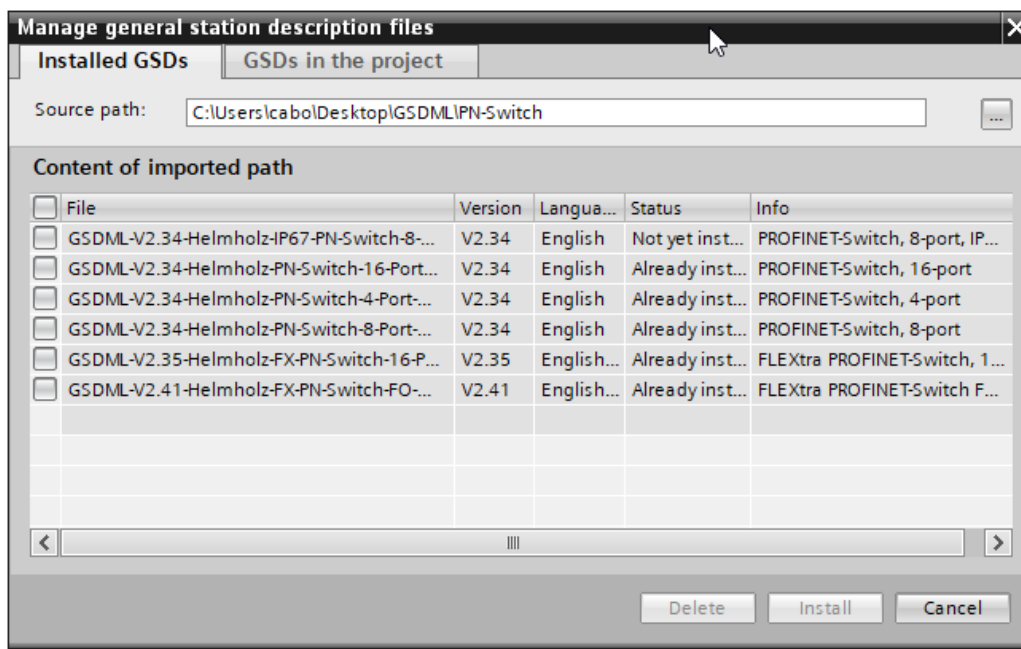 Manage general station description files
Installed GSDs GSDs in the project
Source path: C:\Users\cabo\Desktop\GSDML\PN-Switch ...
Content of imported path
File Version Langua... Status Info
GSDML-V2.34-Helmholz-IP67-PN-Switch-8-... V2.34 English Not yet inst... PROFINET-Switch, 8-port, IP...
GSDML-V2.34-Helmholz-PN-Switch-16-Port... V2.34 English Already inst... PROFINET-Switch, 16-port
GSDML-V2.34-Helmholz-PN-Switch-4-Port-... V2.34 English Already inst... PROFINET-Switch, 4-port
GSDML-V2.34-Helmholz-PN-Switch-8-Port-... V2.34 English Already inst... PROFINET-Switch, 8-port
GSDML-V2.35-Helmholz-FX-PN-Switch-16-P... V2.35 English... Already inst... FLEXtra PROFINET-Switch, 1...
GSDML-V2.41-Helmholz-FX-PN-Switch-FO-... V2.41 English... Already inst... FLEXtra PROFINET-Switch F...
Delete Install Cancel